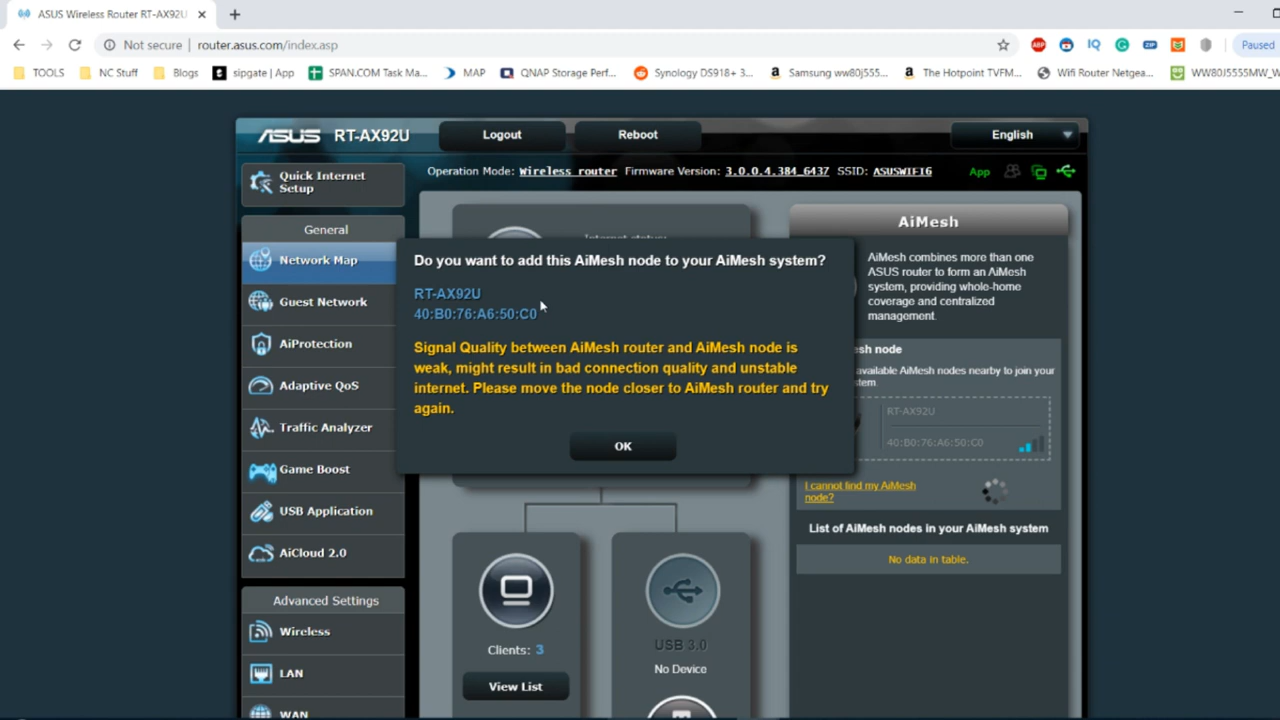 ASUS Wireless Router RT-AX92U
Not secure | router.asus.com/index.asp
ABP
IQ
ZIP
Paused
TOOLS
NC Stuff
Blogs
sipgate | App
SPAN.COM Task Ma...
MAP
QNAP Storage Perf...
Synology DS918+ 3...
Samsung ww80j555...
The Hotpoint TVFM...
Wifi Router Netgea...
WW80J5555MW_W
ASUS RT-AX92U
Logout
Reboot
English
Quick Internet
Setup
Operation Mode: Wireless router Firmware Version: 3.0.0.4.384_6437 SSID: ASUSWIFI6
App
General
Network Map
Guest Network
AiProtection
Adaptive QoS
Traffic Analyzer
Game Boost
USB Application
AiCloud 2.0
Advanced Settings
Wireless
LAN
WAN
Internet status:
Do you want to add this AiMesh node to your AiMesh system?
RT-AX92U
40:B0:76:A6:50:C0
Signal Quality between AiMesh router and AiMesh node is
weak, might result in bad connection quality and unstable
internet. Please move the node closer to AiMesh router and try
again.
OK
Clients: 3
View List
USB 3.0
No Device
AiMesh
AiMesh combines more than one
ASUS router to form an AiMesh
system, providing whole-home
coverage and centralized
management.
node
available AiMesh nodes nearby to join your
RT-AX92U
40:B0:76:A6:50:C0
I cannot find my AiMesh
node?
List of AiMesh nodes in your AiMesh system
No data in table.